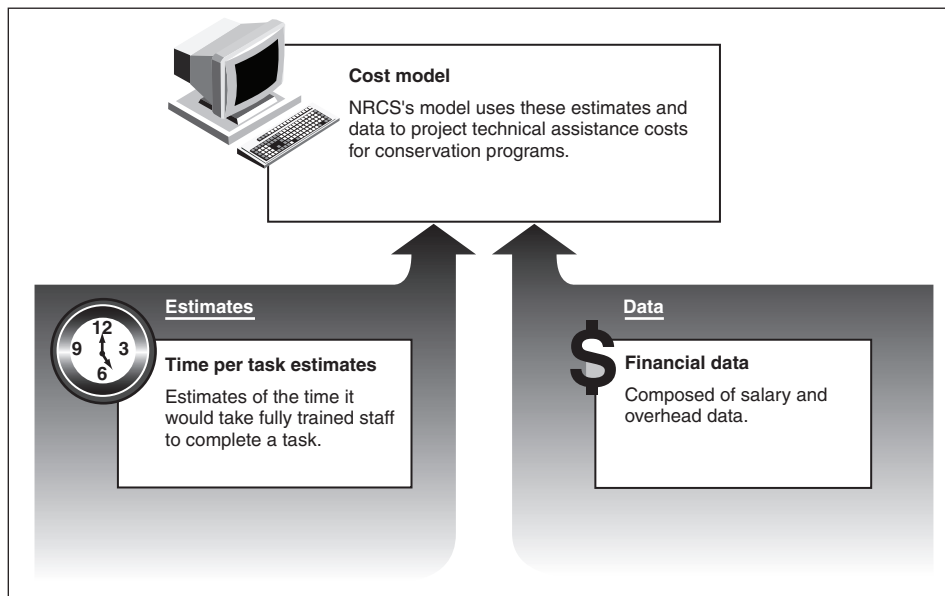 Cost model
NRCS's model uses these estimates and
data to project technical assistance costs
for conservation programs.
Estimates
12
9 3
6
Time per task estimates
Estimates of the time it
would take fully trained staff
to complete a task.
Data
$
Financial data
Composed of salary and
overhead data.